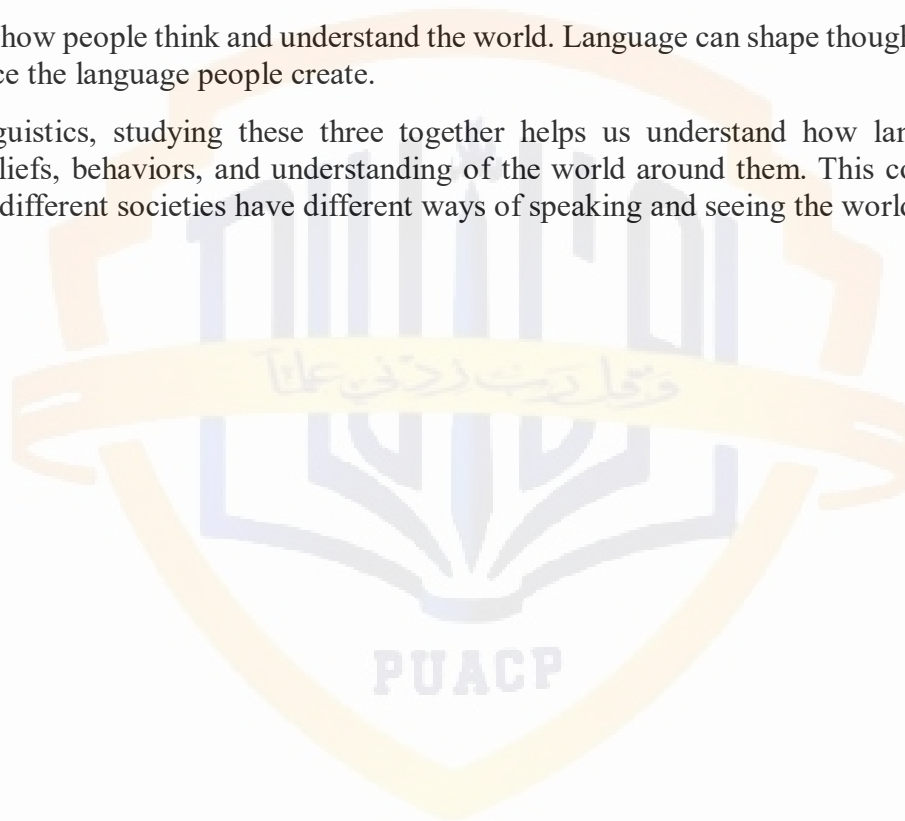 how people think and understand the world. Language can shape though
ce the language people create.
guistics, studying these three together helps us understand how lan
liefs, behaviors, and understanding of the world around them. This co
different societies have different ways of speaking and seeing the world
وقل رب زدني علما
PUACP